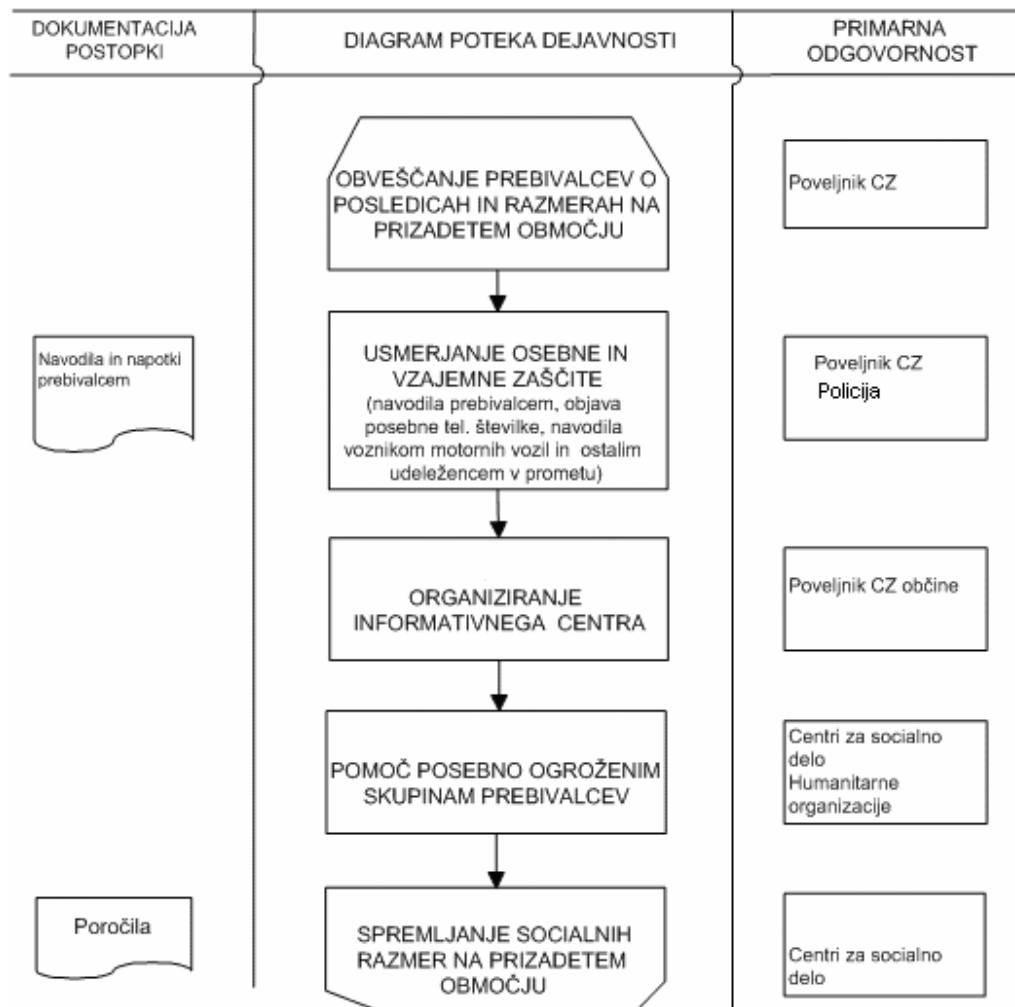 DOKUMENTACIJA
POSTOPKI
DIAGRAM POTEKA DEJAVNOSTI
PRIMARNA
ODGOVORNOST
OBVEŠČANJE PREBIVALCEV O
POSLEDICAH IN RAZMERAH NA
PRIZADETEM OBMOČJU
Poveljnik CZ
Navodila in napotki
prebivalcem
USMERJANJE OSEBNE IN
VZAJEMNE ZAŠČITE
(navodila prebivalcem, objava
posebne tel. številke, navodila
voznikom motornih vozil in ostalim
udeležencem v prometu)
Poveljnik CZ
Policija
ORGANIZIRANJE
INFORMATIVNEGA CENTRA
Poveljnik CZ občine
POMOČ POSEBNO OGROŽENIM
SKUPINAM PREBIVALCEV
Centri za socialno
delo
Humanitarne
organizacije
Poročila
SPREMLJANJE SOCIALNIH
RAZMER NA PRIZADETEM
OBMOČJU
Centri za socialno
delo